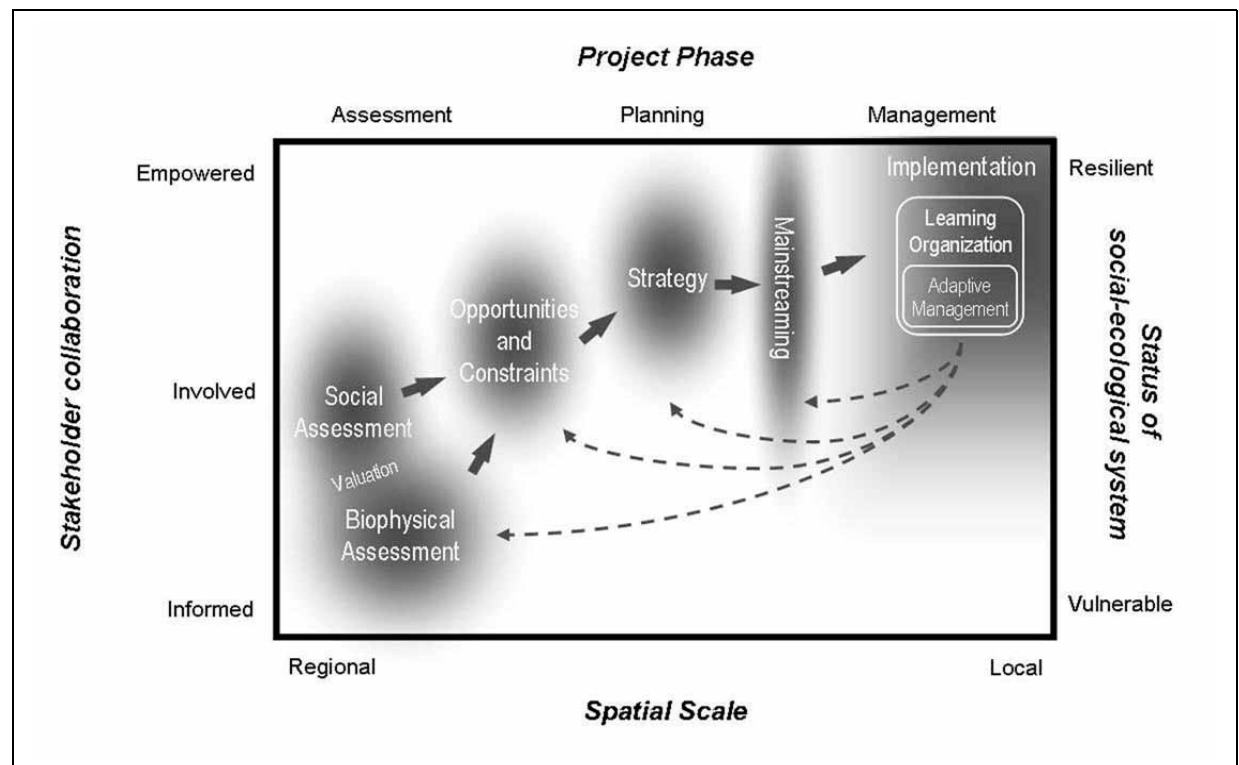 Project Phase
Assessment Planning Management
Empowered
Involved
Informed
Stakeholder collaboration
Resilient
Vulnerable
Status of
social-ecological system
Implementation
Learning
Organization
Adaptive
Management
Mainstreaming
Strategy
Opportunities
and
Constraints
Social
Assessment
Valuation
Biophysical
Assessment
Regional Local
Spatial Scale